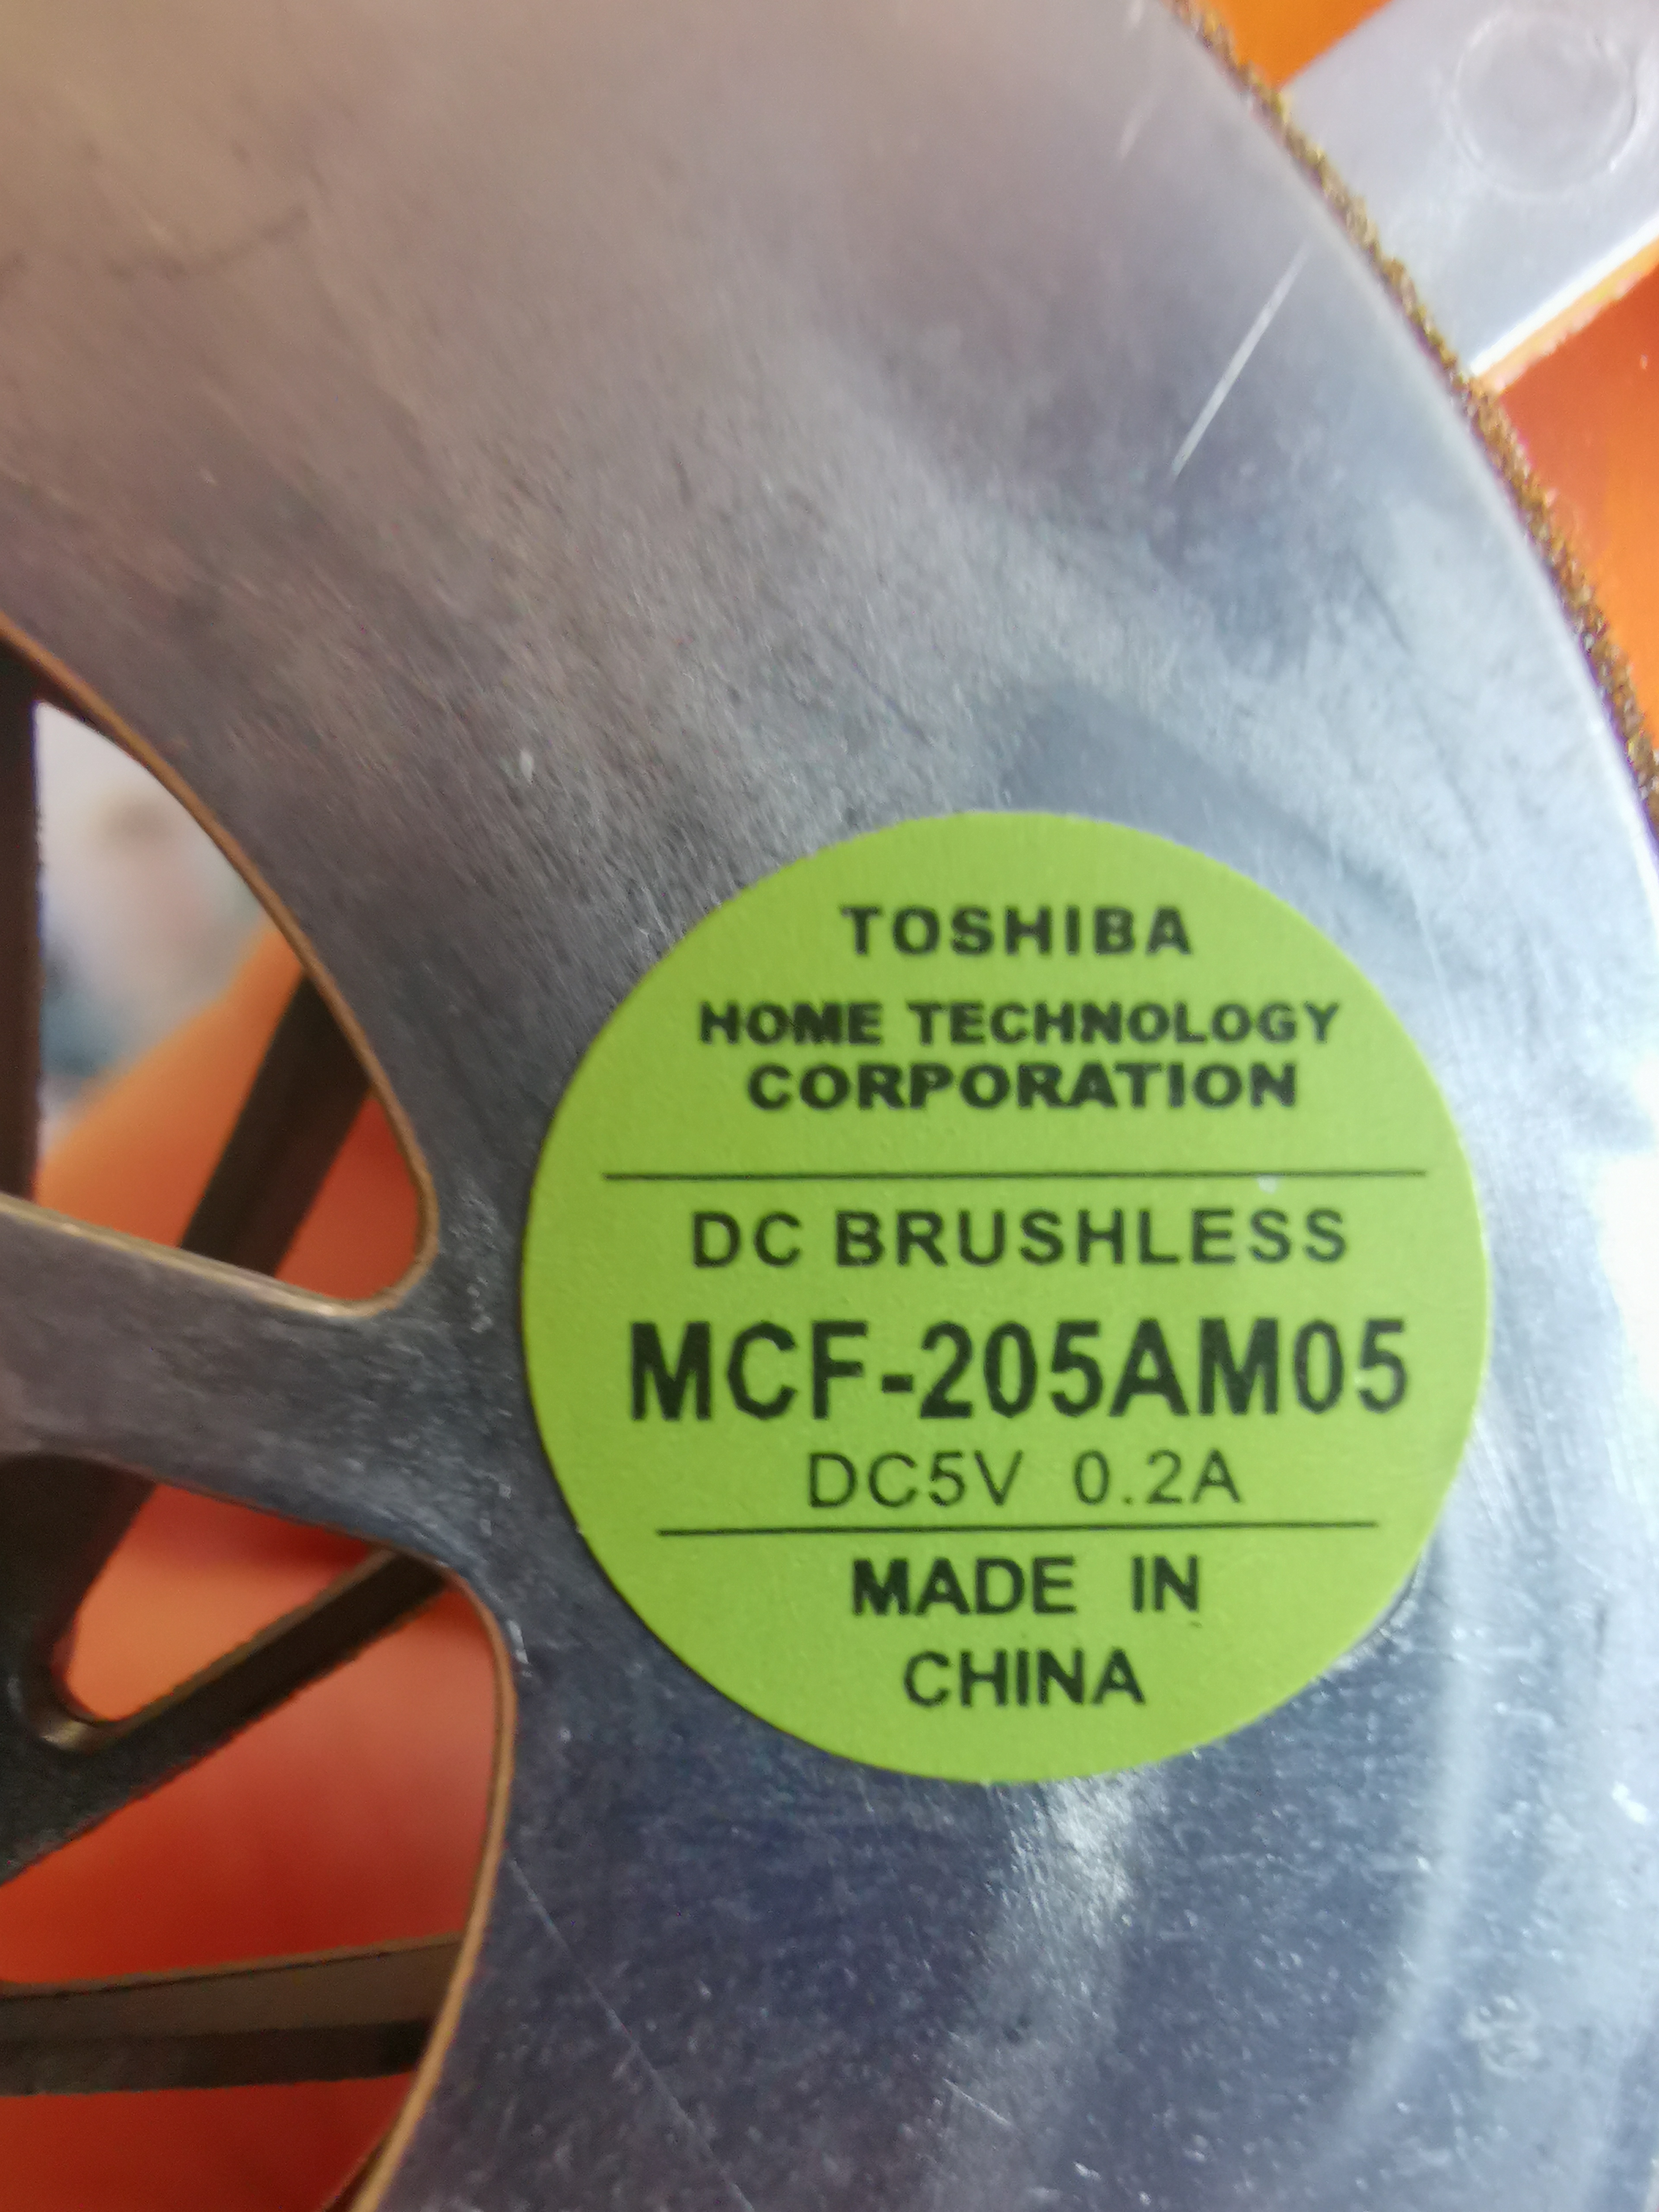 TOSHIBA
HOME TECHNOLOGY
CORPORATION
DC BRUSHLESS
MCF-205AM05
DC5V 0.2A
MADE IN
CHINA